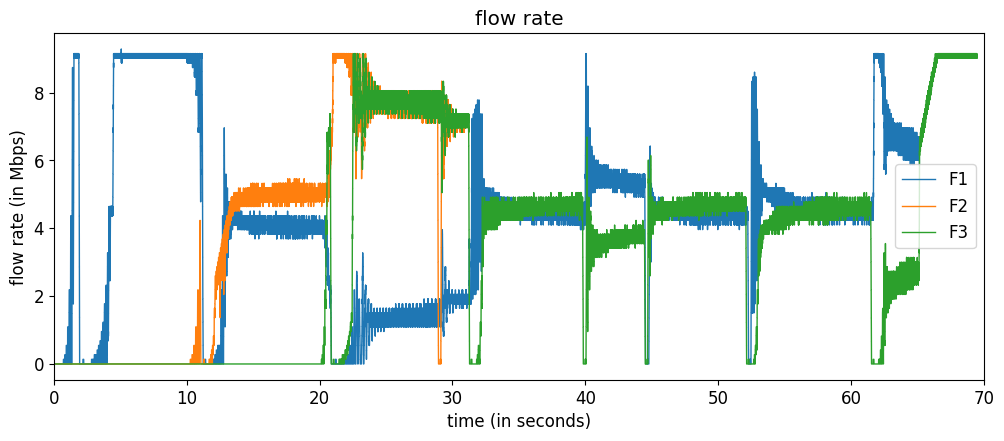 flow rate
flow rate (in Mbps)
8
6
4
2
0
F1
F2
F3
0 10 20 30 40 50 60 70
time (in seconds)